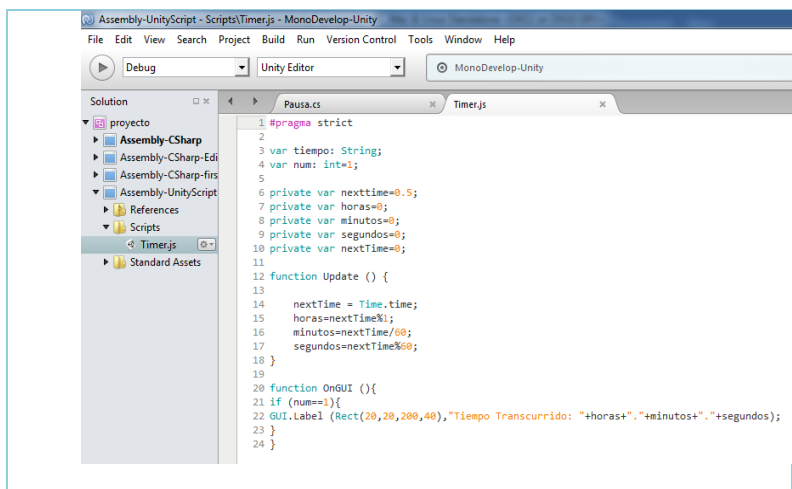 Assembly-UnityScript - Scripts\Timer.js - MonoDevelop-Unity
File Edit View Search Project Build Run Version Control Tools Window Help
Debug Unity Editor MonoDevelop-Unity
Solution
Pausa.cs Timer.js
proyecto
Assembly-CSharp
Assembly-CSharp-Edi
Assembly-CSharp-firs
Assembly-UnityScript
References
Scripts
Timer.js
Standard Assets
1 #pragma strict
2
3 var tiempo: String;
4 var num: int=1;
5
6 private var nexttime=0.5;
7 private var horas=0;
8 private var minutos=0;
9 private var segundos=0;
10 private var nextTime=0;
11
12 function Update () {
13
14 nextTime = Time.time;
15 horas=nextTime%1;
16 minutos=nextTime/60;
17 segundos=nextTime%60;
18 }
19
20 function OnGUI (){
21 if (num==1){
22 GUI.Label (Rect(20,20,200,40),"Tiempo Transcurrido: "+horas+"."+minutos+"."+segundos);
23 }
24 }